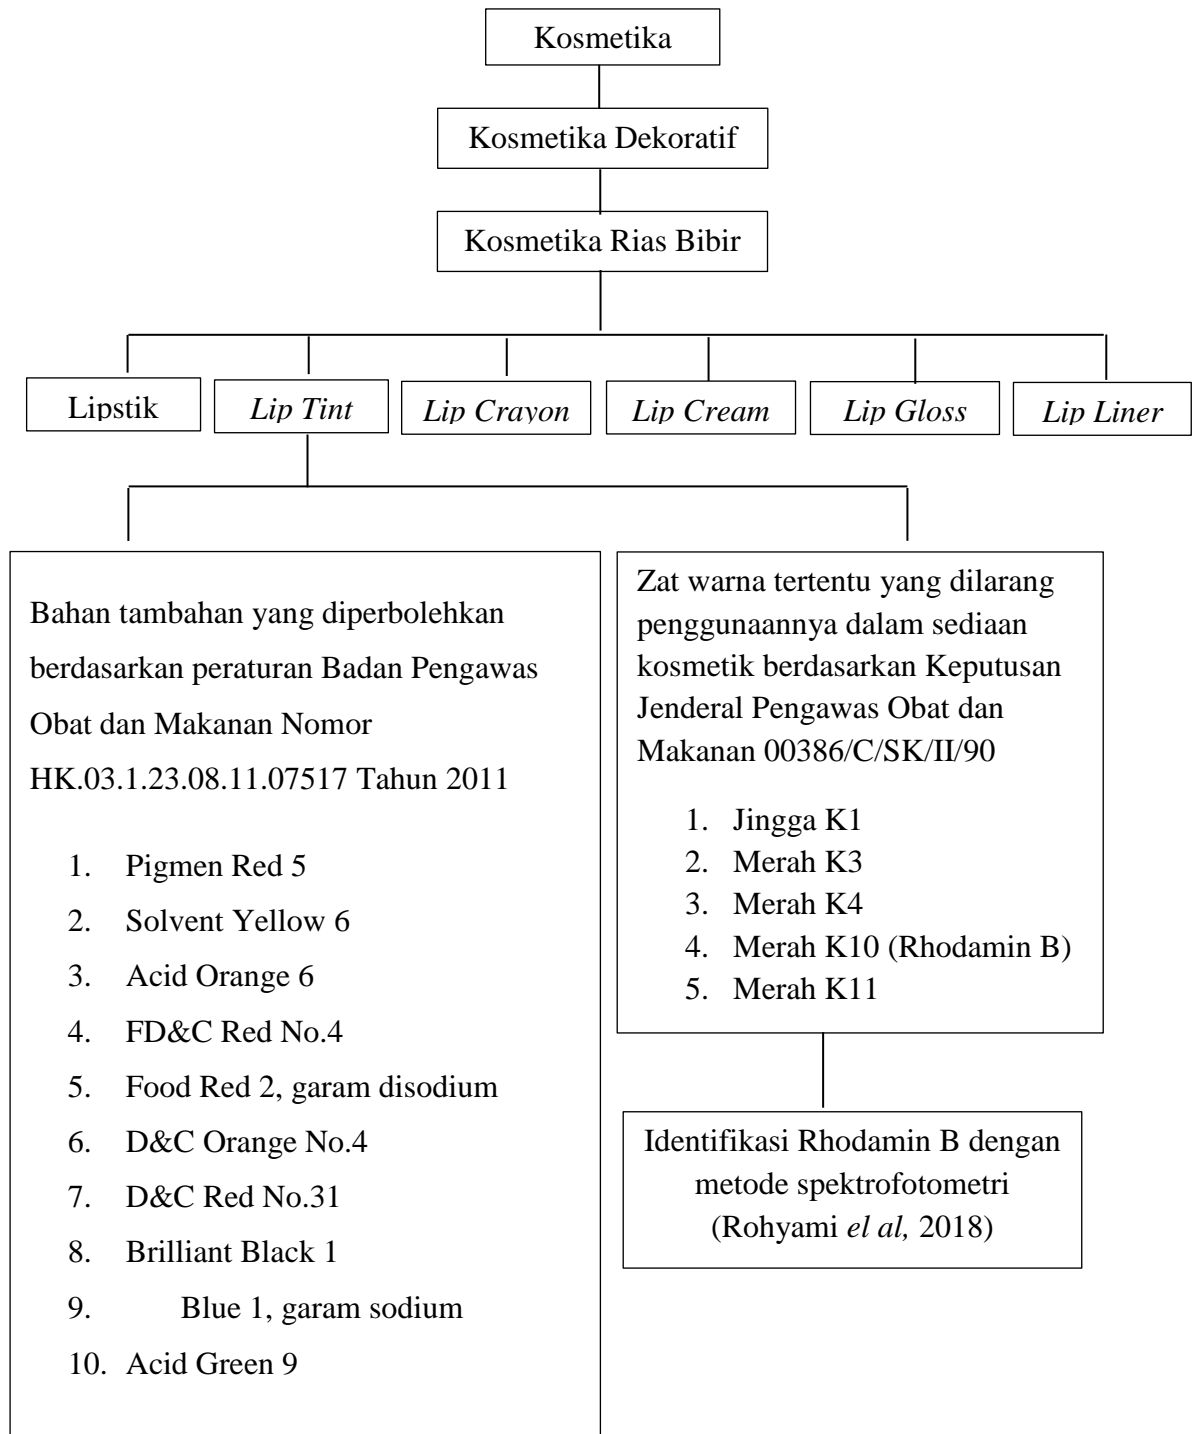 Kosmetika
Kosmetika Dekoratif
Kosmetika Rias Bibir
Lipstik
Lip Tint
Lip Crayon
Lip Cream
Lip Gloss
Lip Liner
Bahan tambahan yang diperbolehkan
berdasarkan peraturan Badan Pengawas
Obat dan Makanan Nomor
HK.03.1.23.08.11.07517 Tahun 2011
1. Pigmen Red 5
2. Solvent Yellow 6
3. Acid Orange 6
4. FD&C Red No.4
5. Food Red 2, garam disodium
6. D&C Orange No.4
7. D&C Red No.31
8. Brilliant Black 1
9. Blue 1, garam sodium
10. Acid Green 9
Zat warna tertentu yang dilarang
penggunaannya dalam sediaan
kosmetik berdasarkan Keputusan
Jenderal Pengawas Obat dan
Makanan 00386/C/SK/II/90
1. Jingga K1
2. Merah K3
3. Merah K4
4. Merah K10 (Rhodamin B)
5. Merah K11
Identifikasi Rhodamin B dengan
metode spektrofotometri
(Rohyami el al, 2018)